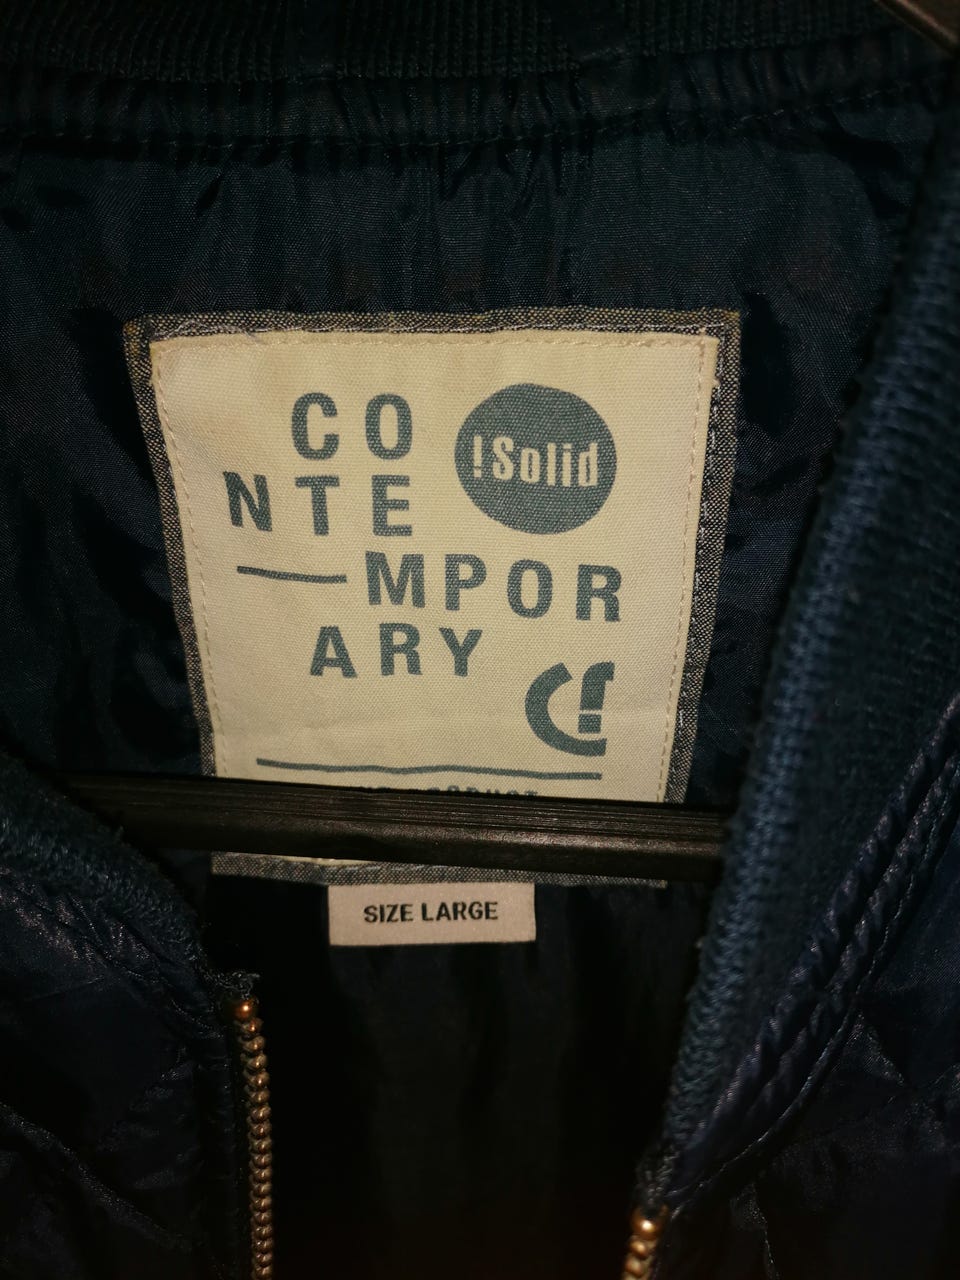 CO
!Solid
NTE
MPOR
ARY
SIZE LARGE